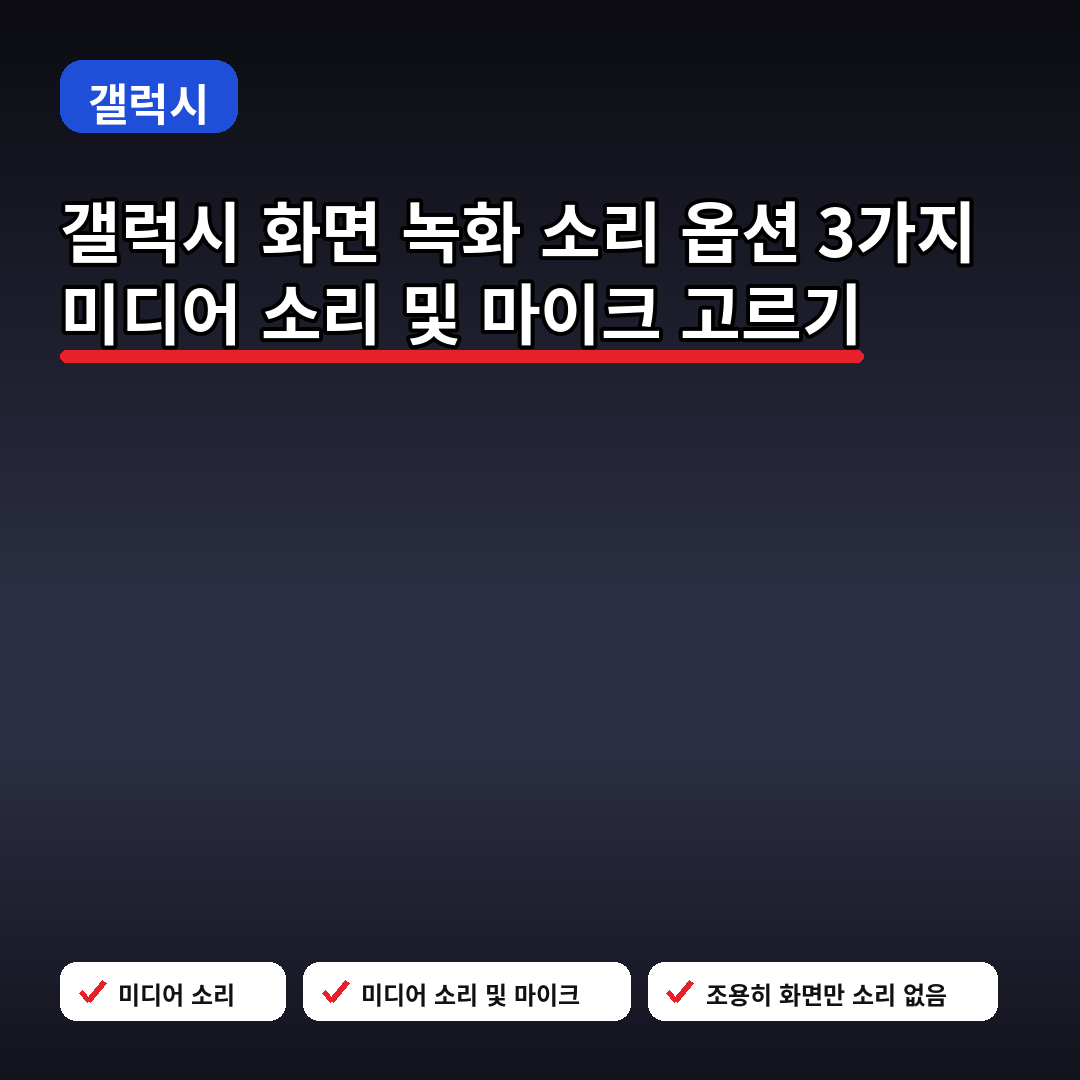 갤럭시
갤럭시 화면 녹화 소리 옵션 3가지
미디어 소리 및 마이크 고르기
미디어 소리
미디어 소리 및 마이크
조용히 화면만 소리 없음